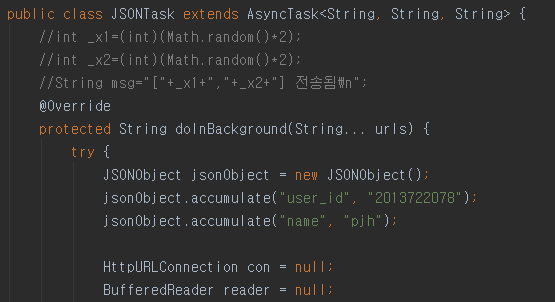 public class JSONTask extends AsyncTask<String, String, String> {
//int _x1=(int)(Math.random()*2);
//int _x2=(int)(Math.random()*2);
//String msg="["+_x1+","+_x2+"] 전송됨₩n";
@Override
protected String doInBackground(String... urls) {
try {
JSONObject jsonObject = new JSONObject();
jsonObject.accumulate("user_id", "2013722078");
jsonObject.accumulate("name", "pjh");
HttpURLConnection con = null;
BufferedReader reader = null;